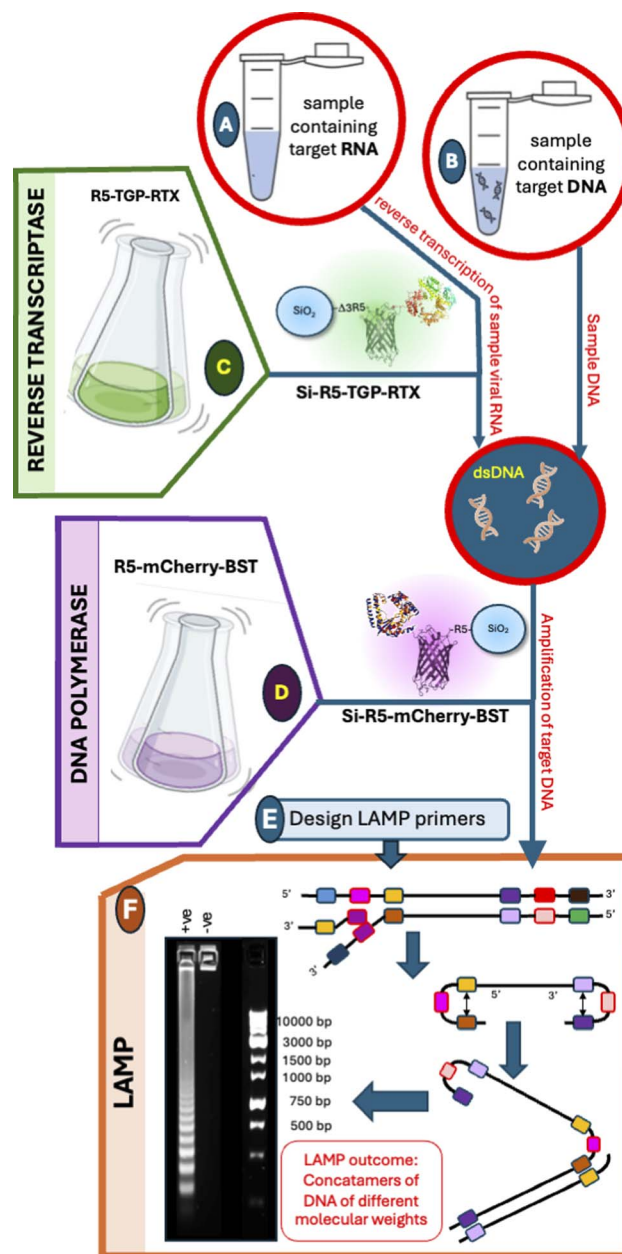 A
sample
containing
target RNA
B
sample
containing
target DNA
REVERSE TRANSCRIPTASE
R5-TGP-RTX
C
SiO2
-Δ3R5-
Si-R5-TGP-RTX
reverse transcription of sample viral RNA
Sample DNA
dsDNA
DNA POLYMERASE
R5-mCherry-BST
D
-R5-
SiO2
Si-R5-mCherry-BST
Amplification of target DNA
E
Design LAMP primers
LAMP
F
+ve
-ve
5'
3'
3'
5'
3'
5'
3'
10000 bp
3000 bp
1500 bp
1000 bp
750 bp
500 bp
LAMP outcome:
Concatamers of
DNA of different
molecular weights